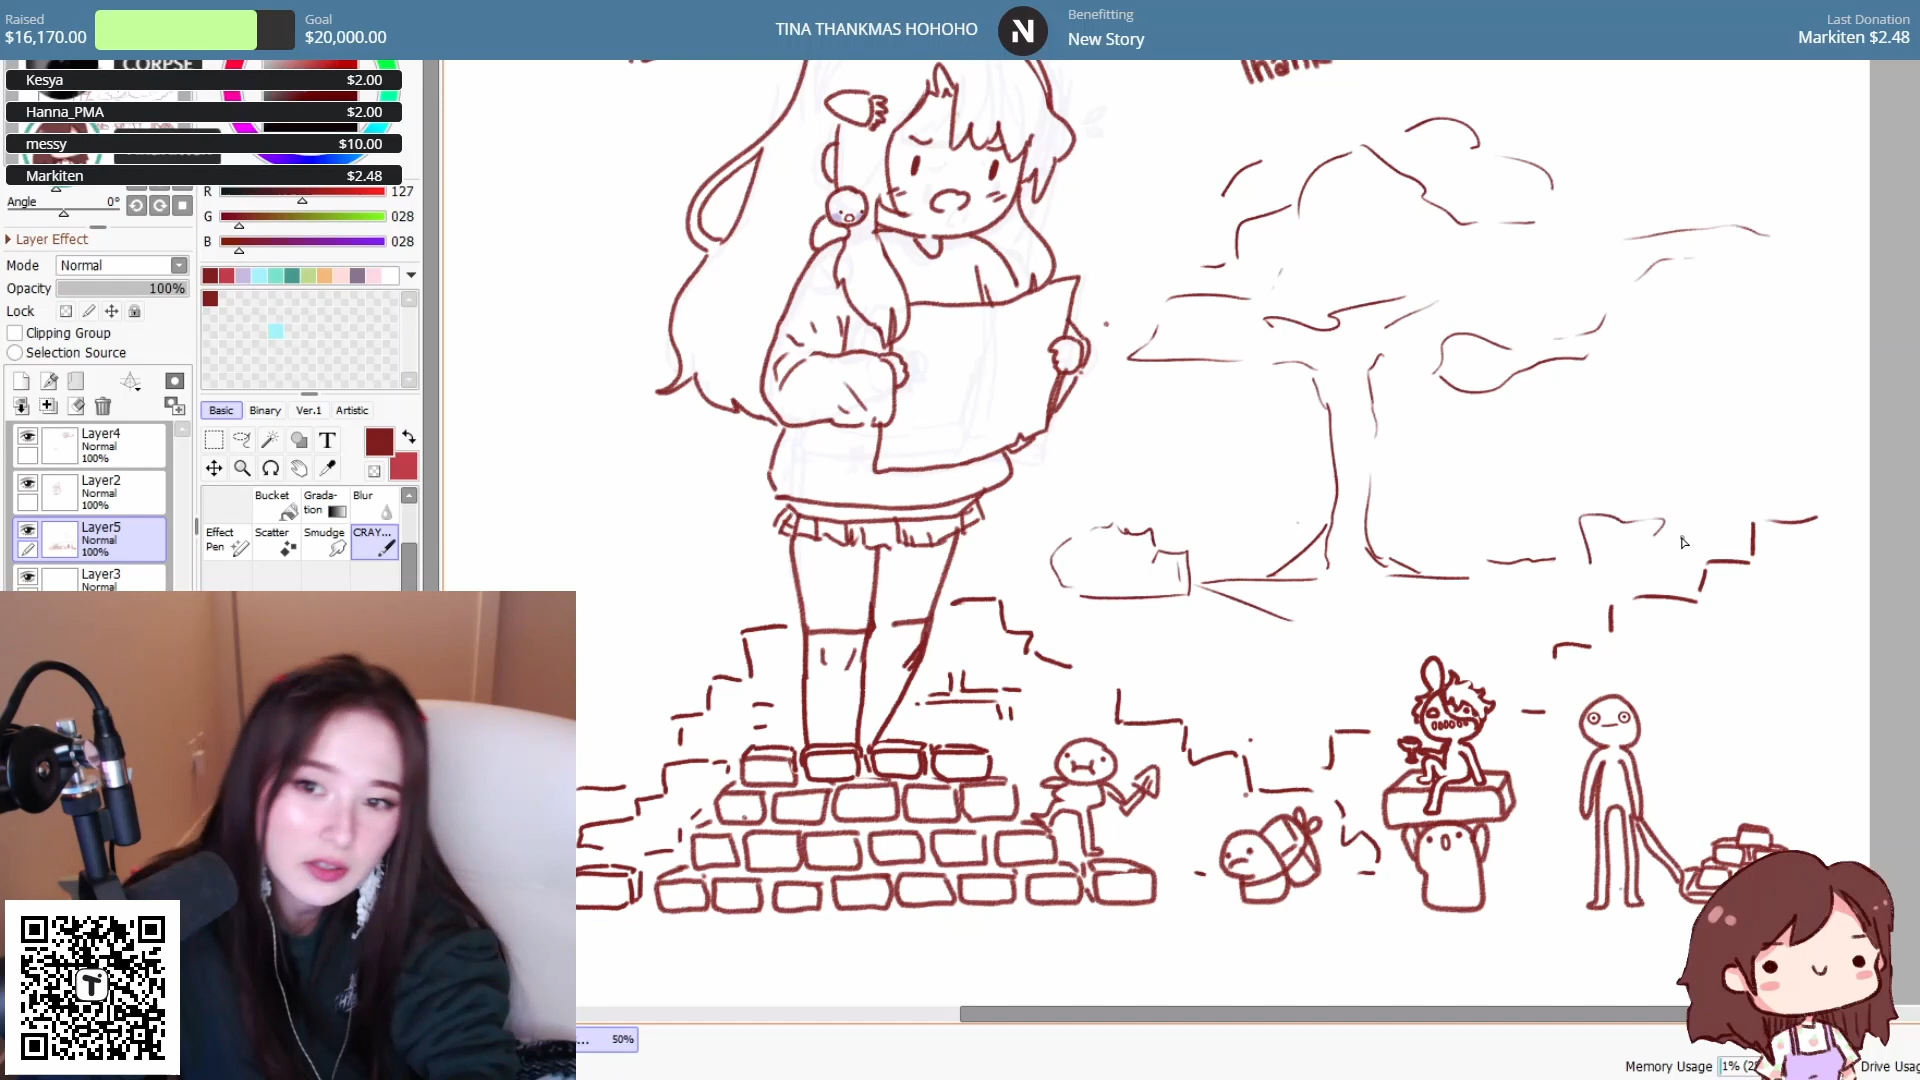 Raised
$16,170.00
Goal
$20,000.00
TINA THANKMAS HOHOHO
N
Benefitting
New Story
Last Donation
Markiten $2.48
CORPSE
Kesya $2.00
Hanna_PMA $2.00
messy $10.00
Markiten $2.48
Angle 0°
R 127
G 028
B 028
Layer Effect
Mode Normal
Opacity 100%
Lock
Clipping Group
Selection Source
Basic Binary Ver.1 Artistic
T
Layer4
Normal
100%
Layer2
Normal
100%
Layer5
Normal
100%
Layer3
Normal
Bucket Grada-
tion Blur
Effect
Pen Scatter Smudge CRAY...
... 50%
Memory Usage 1%